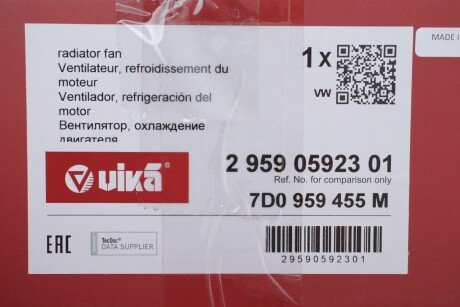 MADE I
radiator fan
1 x
Ventilateur, refroidissement du
moteur
VW
Ventilador, refrigeración del
motor
Вентилятор, охлаждение
двигателя
vika®
2 959 05923 01
Ref. No. for comparison only
7D0 959 455 M
EAC
TecDoc®
DATA SUPPLIER
29590592301